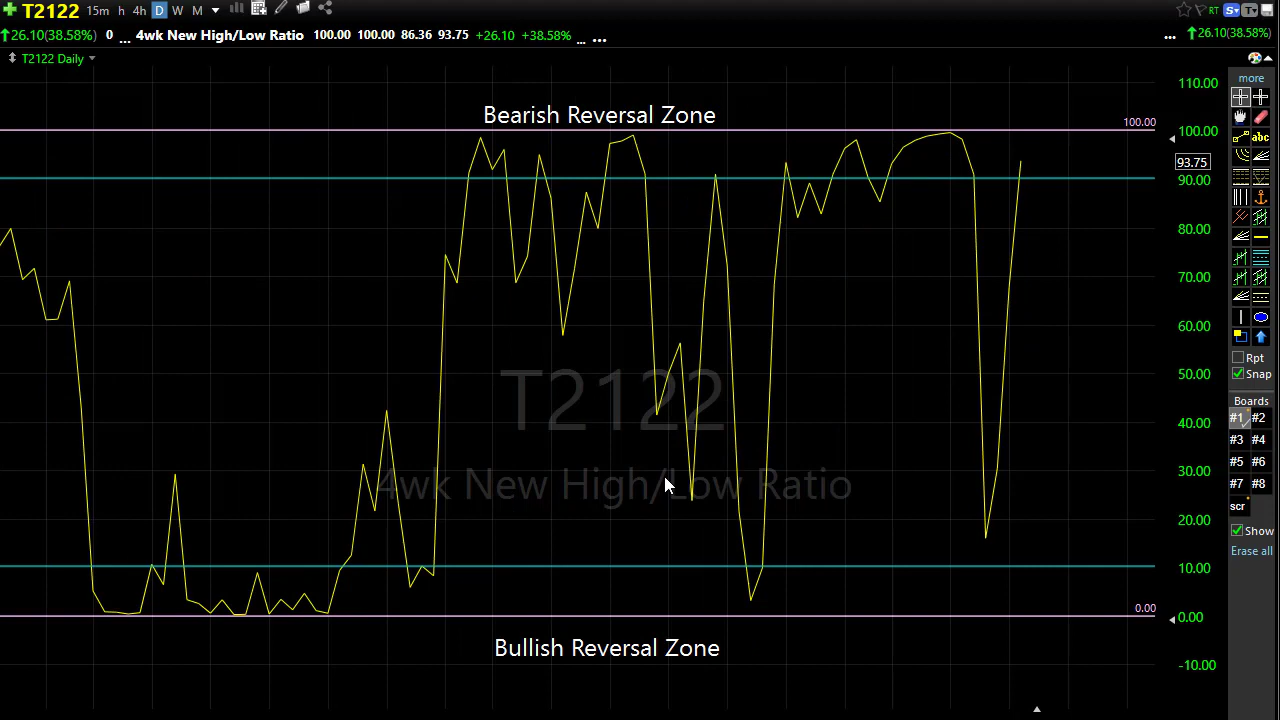 T2122 15m h 4h D W M RT S T
26.10(38.58%) 0 ... 4wk New High/Low Ratio 100.00 100.00 86.36 93.75 +26.10 +38.58% ... ... ... 26.10(38.58%)
T2122 Daily
more
110.00
Bearish Reversal Zone
100.00
100.00
abc
93.75
90.00
80.00
70.00
60.00
Rpt
50.00
Snap
T2122
Boards
#1 #2
40.00
#3 #4
#5 #6
30.00
4wk New High/Low Ratio
#7 #8
scr
20.00
Show
Erase all
10.00
0.00
0.00
Bullish Reversal Zone
-10.00